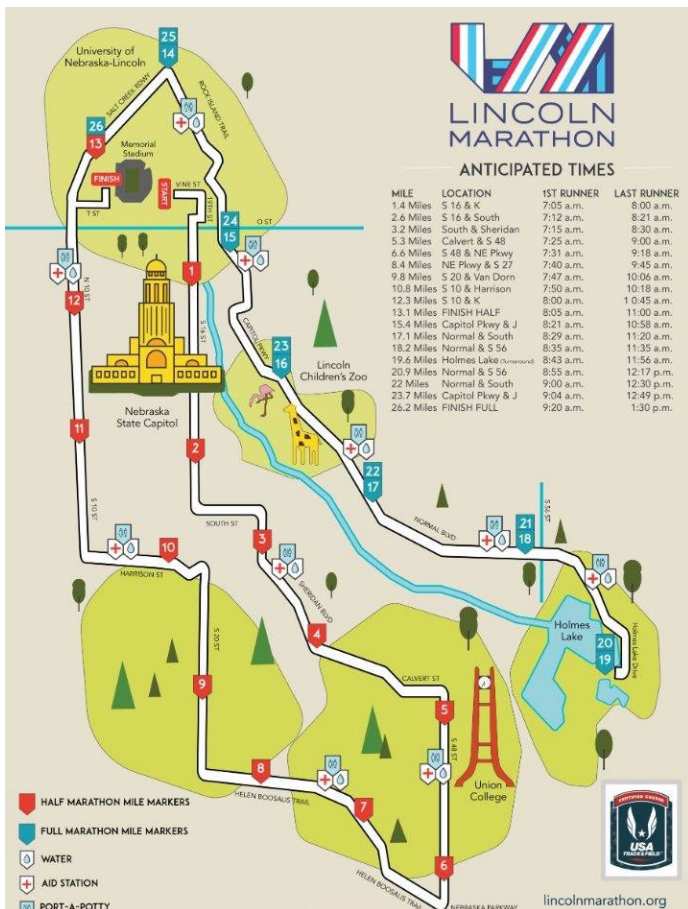 LINCOLN
MARATHON
ANTICIPATED TIMES
MILE LOCATION 1ST RUNNER LAST RUNNER
1.4 Miles S 16 & K 7:05 a.m. 8:00 a.m.
2.6 Miles S 16 & South 7:12 a.m. 8:21 a.m.
3.2 Miles South & Sheridan 7:15 a.m. 8:30 a.m.
5.3 Miles Calvert & S 48 7:25 a.m. 9:00 a.m.
6.6 Miles S 48 & NE Pkwy 7:31 a.m. 9:18 a.m.
8.4 Miles NE Pkwy & S 27 7:40 a.m. 9:45 a.m.
9.8 Miles S 20 & Van Dorn 7:47 a.m. 10:06 a.m.
10.8 Miles S 10 & Harrison 7:50 a.m. 10:18 a.m.
12.3 Miles S 10 & K 8:00 a.m. 1 0:45 a.m.
13.1 Miles FINISH HALF 8:05 a.m. 11:00 a.m.
15.4 Miles Capitol Pkwy & J 8:21 a.m. 10:58 a.m.
17.1 Miles Normal & South 8:29 a.m. 11:20 a.m.
18.2 Miles Normal & S 56 8:35 a.m. 11:35 a.m.
19.6 Miles Holmes Lake (Turnaround) 8:43 a.m. 11:56 a.m.
20.9 Miles Normal & S 56 8:55 a.m. 12:17 p.m.
22 Miles Normal & South 9:00 a.m. 12:30 p.m.
23.7 Miles Capitol Pkwy & J 9:04 a.m. 12:49 p.m.
26.2 Miles FINISH FULL 9:20 a.m. 1:30 p.m.
25
14
University of
Nebraska-Lincoln
SALT CREEK RDWY
ROCK ISLAND TRAIL
26
13
Memorial
Stadium
FINISH
START
VINE ST
T ST
24
15
O ST
N 10 ST
12
1
S 16 ST
CAPITOL PKWY
23
16
Lincoln
Children's Zoo
Nebraska
State Capitol
11
2
22
17
S 10 ST
SOUTH ST
NORMAL BLVD
21
18
S 56 ST
3
10
HARRISON ST
SHERIDAN BLVD
4
Holmes
Lake
20
19
Holmes Lake Drive
S 20 ST
9
CALVERT ST
5
S 48 ST
8
HELEN BOOSALIS TRAIL
7
Union
College
6
HELEN BOOSALIS TRAIL
NEBRASKA PARKWAY
HALF MARATHON MILE MARKERS
FULL MARATHON MILE MARKERS
WATER
AID STATION
PORT-A-POTTY
CERTIFIED COURSE
USA
TRACK & FIELD
lincolnmarathon.org